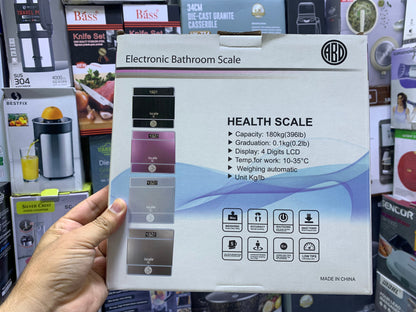 Bass
Knife Set
Bass
Knife Set
34CM
DIE-CAST GRANITE
CASSEROLE
SUS
304
BESTFIX
SILVER CREST
SENCOR
Electronic Bathroom Scale
HEALTH SCALE
▸ Capacity: 180kg(396lb)
▸ Graduation: 0.1kg(0.2lb)
▸ Display: 4 Digits LCD
▸ Temp.for work: 10-35°C
▸ Weighing automatic
▸ Unit Kg/lb
MADE IN CHINA